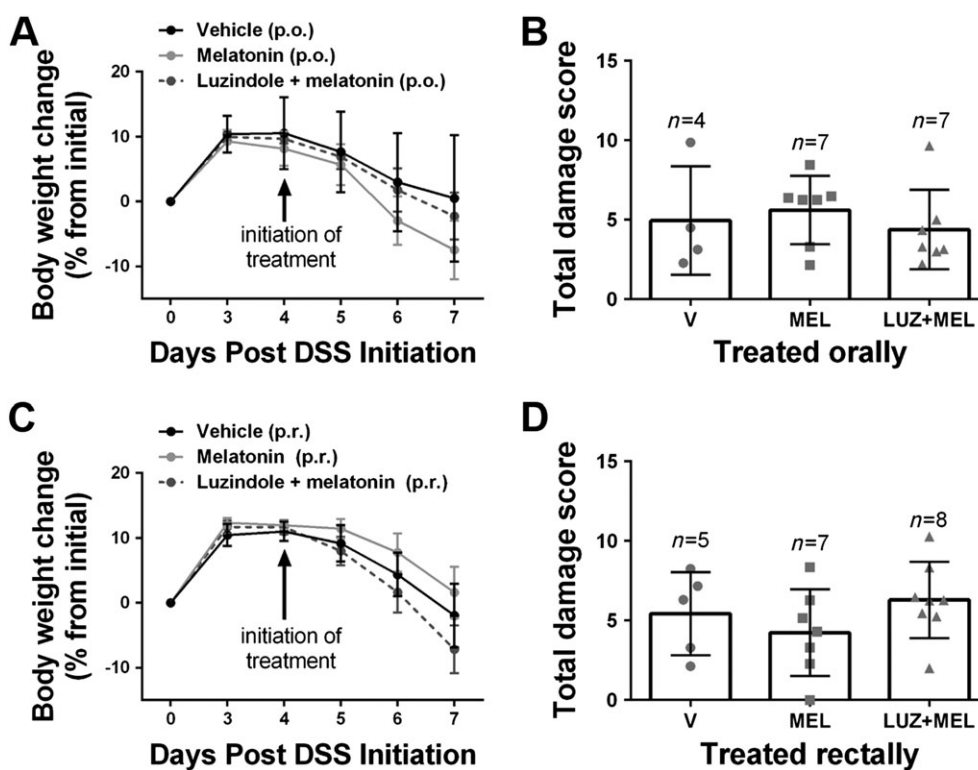 A
Vehicle (p.o.)
Melatonin (p.o.)
Luzindole + melatonin (p.o.)
Body weight change
(% from initial)
20
10
0
-10
initiation of
treatment
0 3 4 5 6 7
Days Post DSS Initiation
B
Total damage score
15
10
5
0
n=4
n=7
n=7
V MEL LUZ+MEL
Treated orally
C
Vehicle (p.r.)
Melatonin (p.r.)
Luzindole + melatonin (p.r.)
Body weight change
(% from initial)
20
10
0
-10
initiation of
treatment
0 3 4 5 6 7
Days Post DSS Initiation
D
Total damage score
15
10
5
0
n=5
n=7
n=8
V MEL LUZ+MEL
Treated rectally